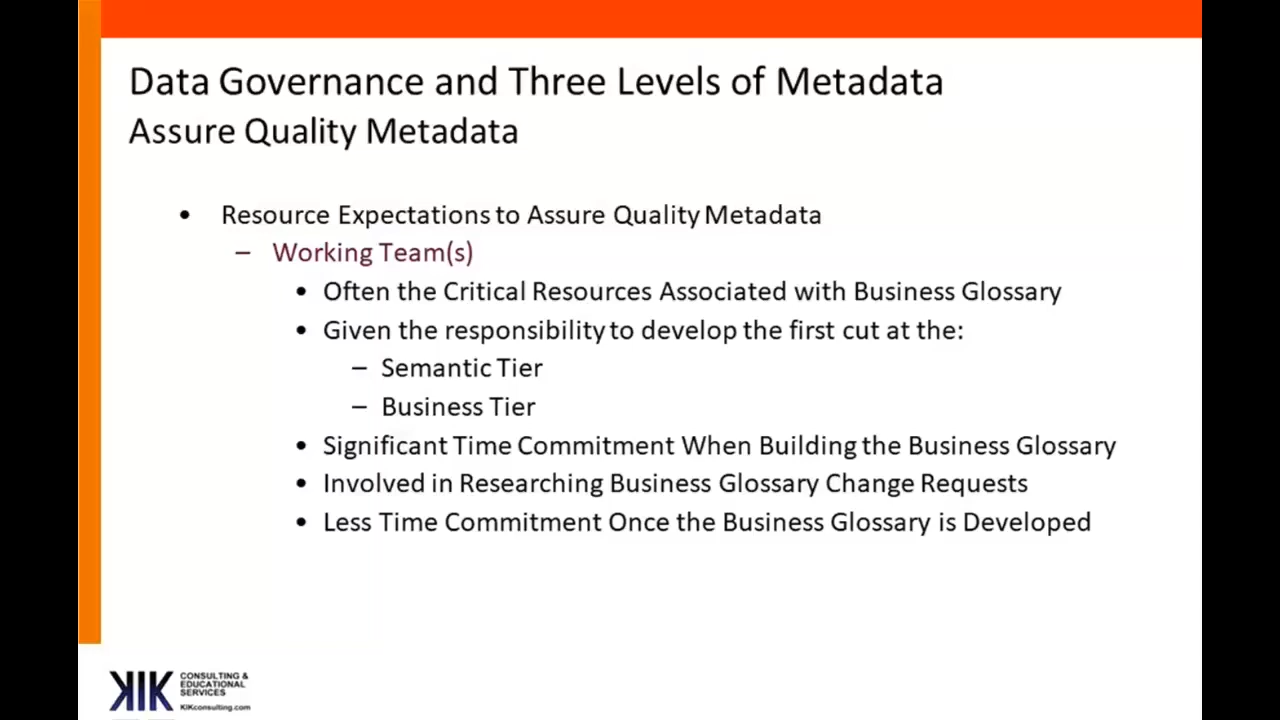 Data Governance and Three Levels of Metadata
Assure Quality Metadata
• Resource Expectations to Assure Quality Metadata
– Working Team(s)
• Often the Critical Resources Associated with Business Glossary
• Given the responsibility to develop the first cut at the:
– Semantic Tier
– Business Tier
• Significant Time Commitment When Building the Business Glossary
• Involved in Researching Business Glossary Change Requests
• Less Time Commitment Once the Business Glossary is Developed
KIK
CONSULTING &
EDUCATIONAL
SERVICES
KIKconsulting.com